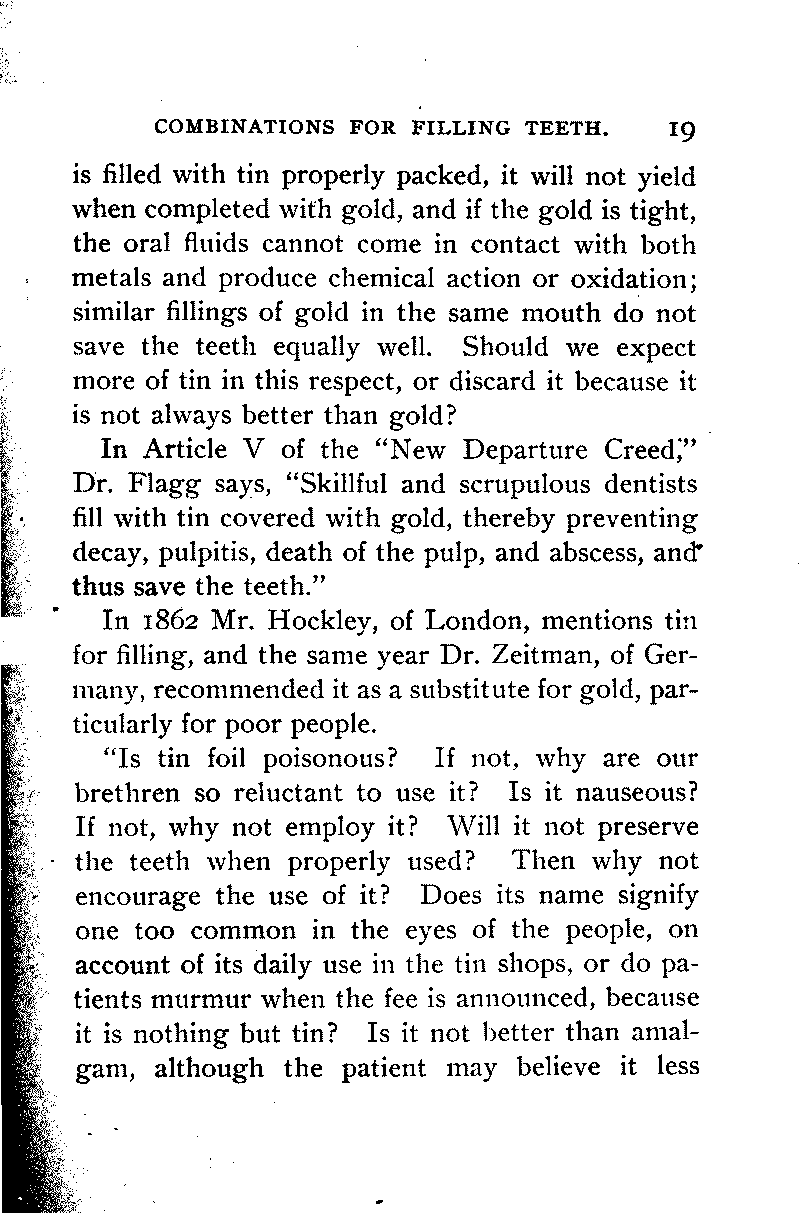 COMBINATIONS FOR FILLING TEETH. 19
is filled with tin properly packed, it will not yield
when completed with gold, and if the gold is tight,
the oral fluids cannot come in contact with both
metals and produce chemical action or oxidation;
similar fillings of gold in the same mouth do not
save the teeth equally well. Should we expect
more of tin in this respect, or discard it because it
is not always better than gold?
In Article V of the “New Departure Creed,”
Dr. Flagg says, “Skillful and scrupulous dentists
fill with tin covered with gold, thereby preventing
decay, pulpitis, death of the pulp, and abscess, and
thus save the teeth.”
In 1862 Mr. Hockley, of London, mentions tin
for filling, and the same year Dr. Zeitman, of Ger-
many, recommended it as a substitute for gold, par-
ticularly for poor people.
“Is tin foil poisonous? If not, why are our
brethren so reluctant to use it? Is it nauseous?
If not, why not employ it? Will it not preserve
the teeth when properly used? Then why not
encourage the use of it? Does its name signify
one too common in the eyes of the people, on
account of its daily use in the tin shops, or do pa-
tients murmur when the fee is announced, because
it is nothing but tin? Is it not better than amal-
gam, although the patient may believe it less